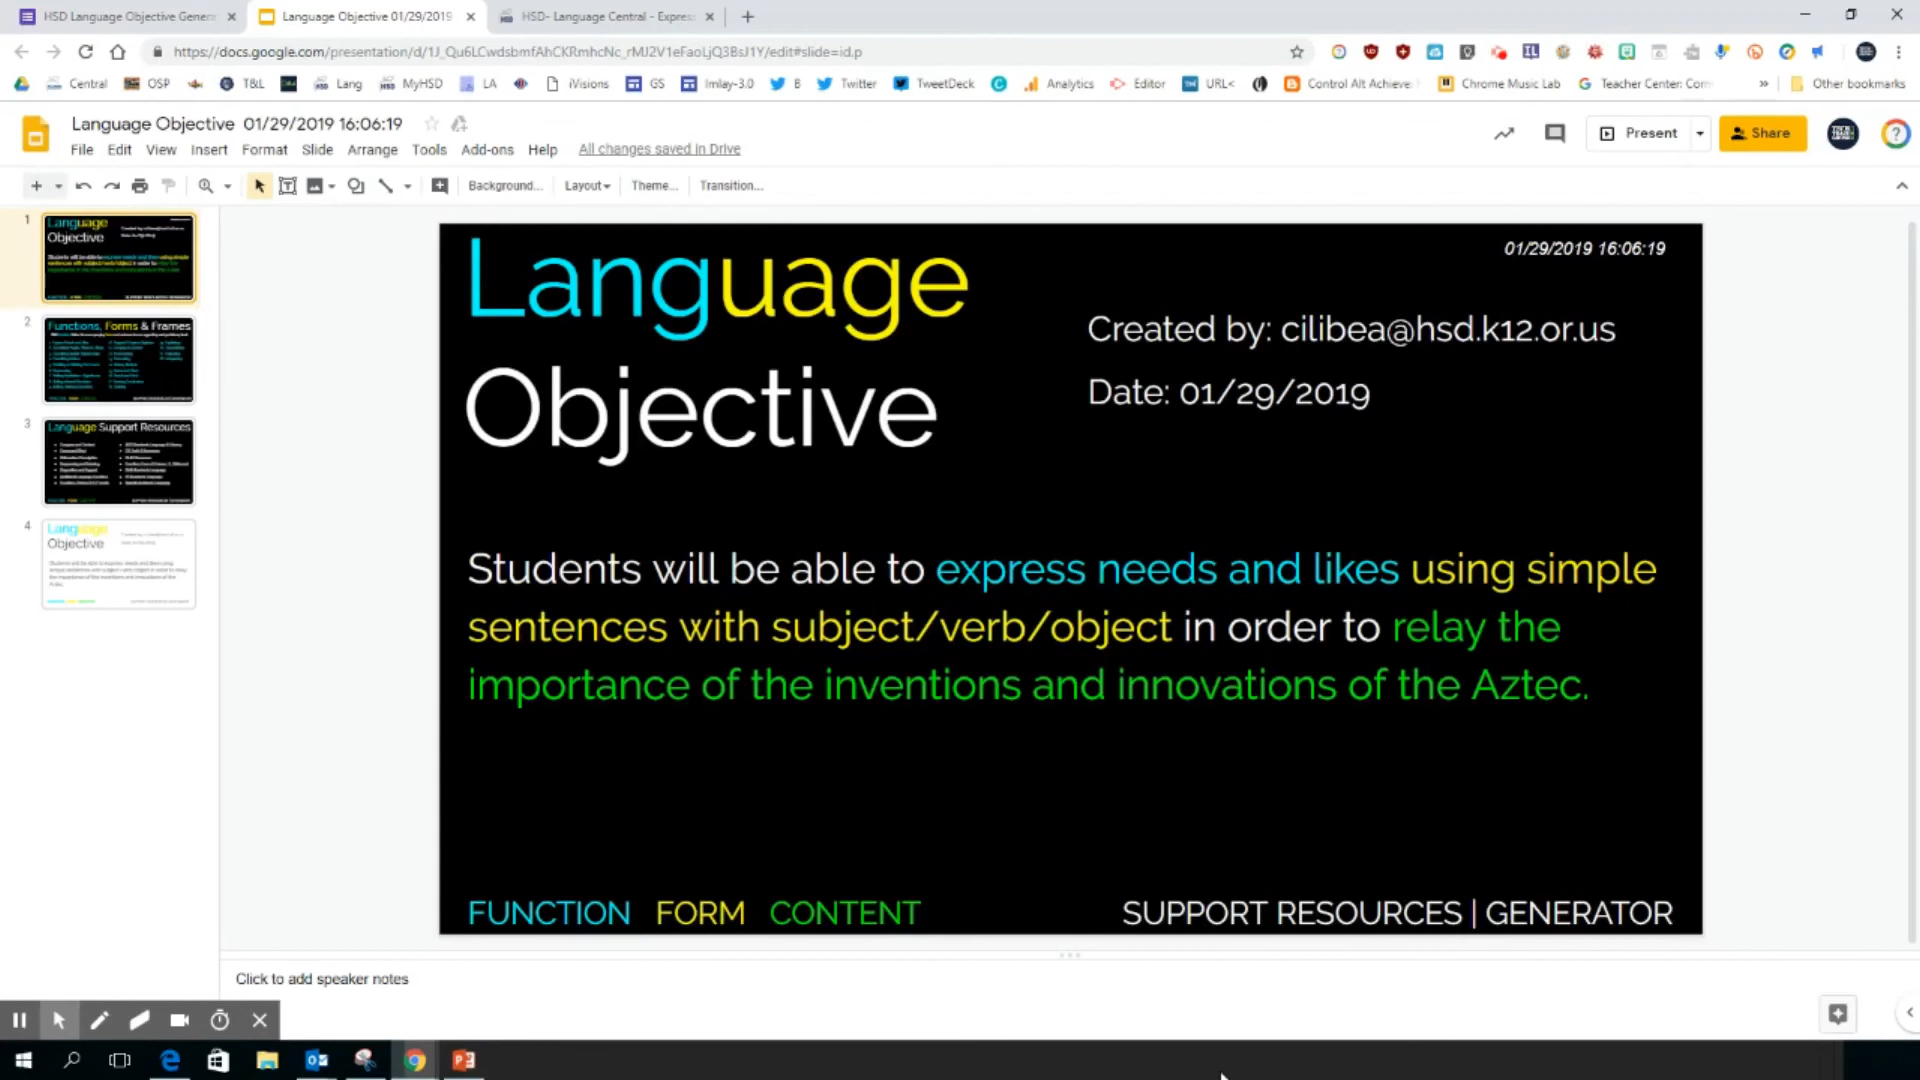 HSD Language Objective Gener
Language Objective 01/29/2019
HSD- Language Central - Expres
https://docs.google.com/presentation/d/1J_Qu6LCwdsbmfAhCKRmhcNc_rMJ2V1eFaoLjQ3BsJ1Y/edit#slide=id.p
Central OSP T&L Lang MyHSD LA iVisions GS Imlay-3.0 B Twitter TweetDeck Analytics Editor URL< Control Alt Achieve: Chrome Music Lab Teacher Center: Com » Other bookmarks
Language Objective 01/29/2019 16:06:19
Present
Share
File Edit View Insert Format Slide Arrange Tools Add-ons Help All changes saved in Drive
Background... Layout Theme... Transition...
1
Language
Objective
2
Functions, Forms & Frames
3
Language Support Resources
4
Language
Objective
01/29/2019 16:06:19
Language
Objective
Created by: cilibea@hsd.k12.or.us
Date: 01/29/2019
Students will be able to express needs and likes using simple
sentences with subject/verb/object in order to relay the
importance of the inventions and innovations of the Aztec.
FUNCTION FORM CONTENT
SUPPORT RESOURCES | GENERATOR
Click to add speaker notes